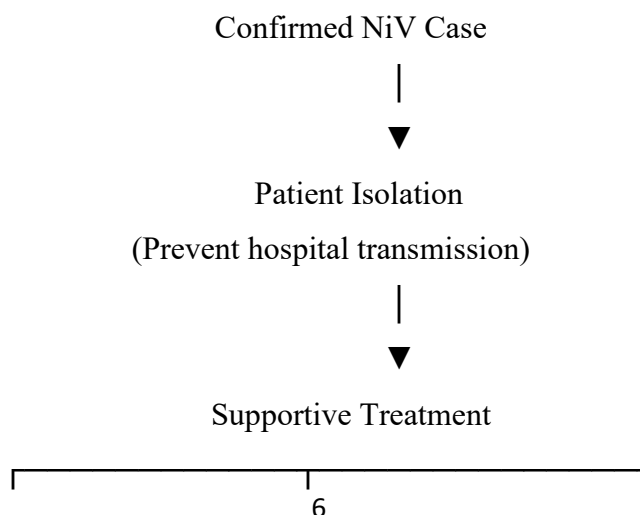 Confirmed NiV Case
Patient Isolation
(Prevent hospital transmission)
Supportive Treatment
6